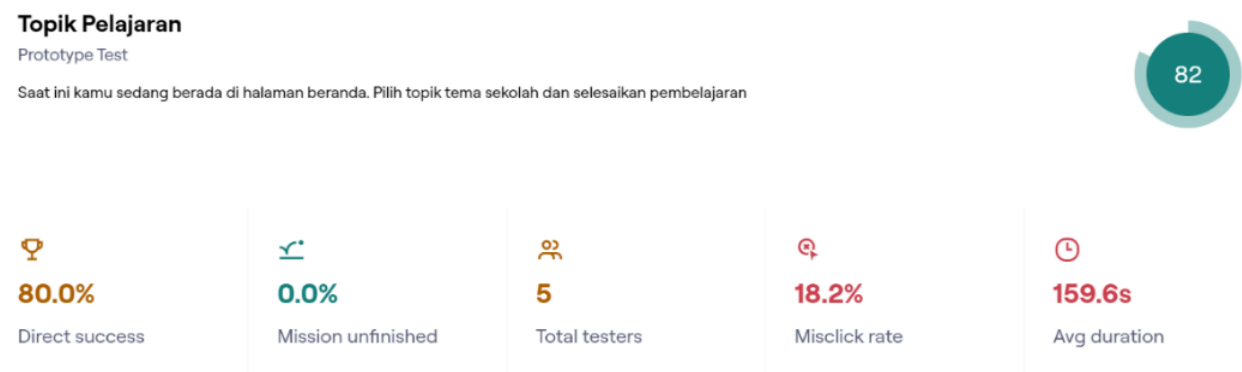 Topik Pelajaran
Prototype Test
82
Saat ini kamu sedang berada di halaman beranda. Pilih topik tema sekolah dan selesaikan pembelajaran
80.0%
Direct success
0.0%
Mission unfinished
5
Total testers
18.2%
Misclick rate
159.6s
Avg duration